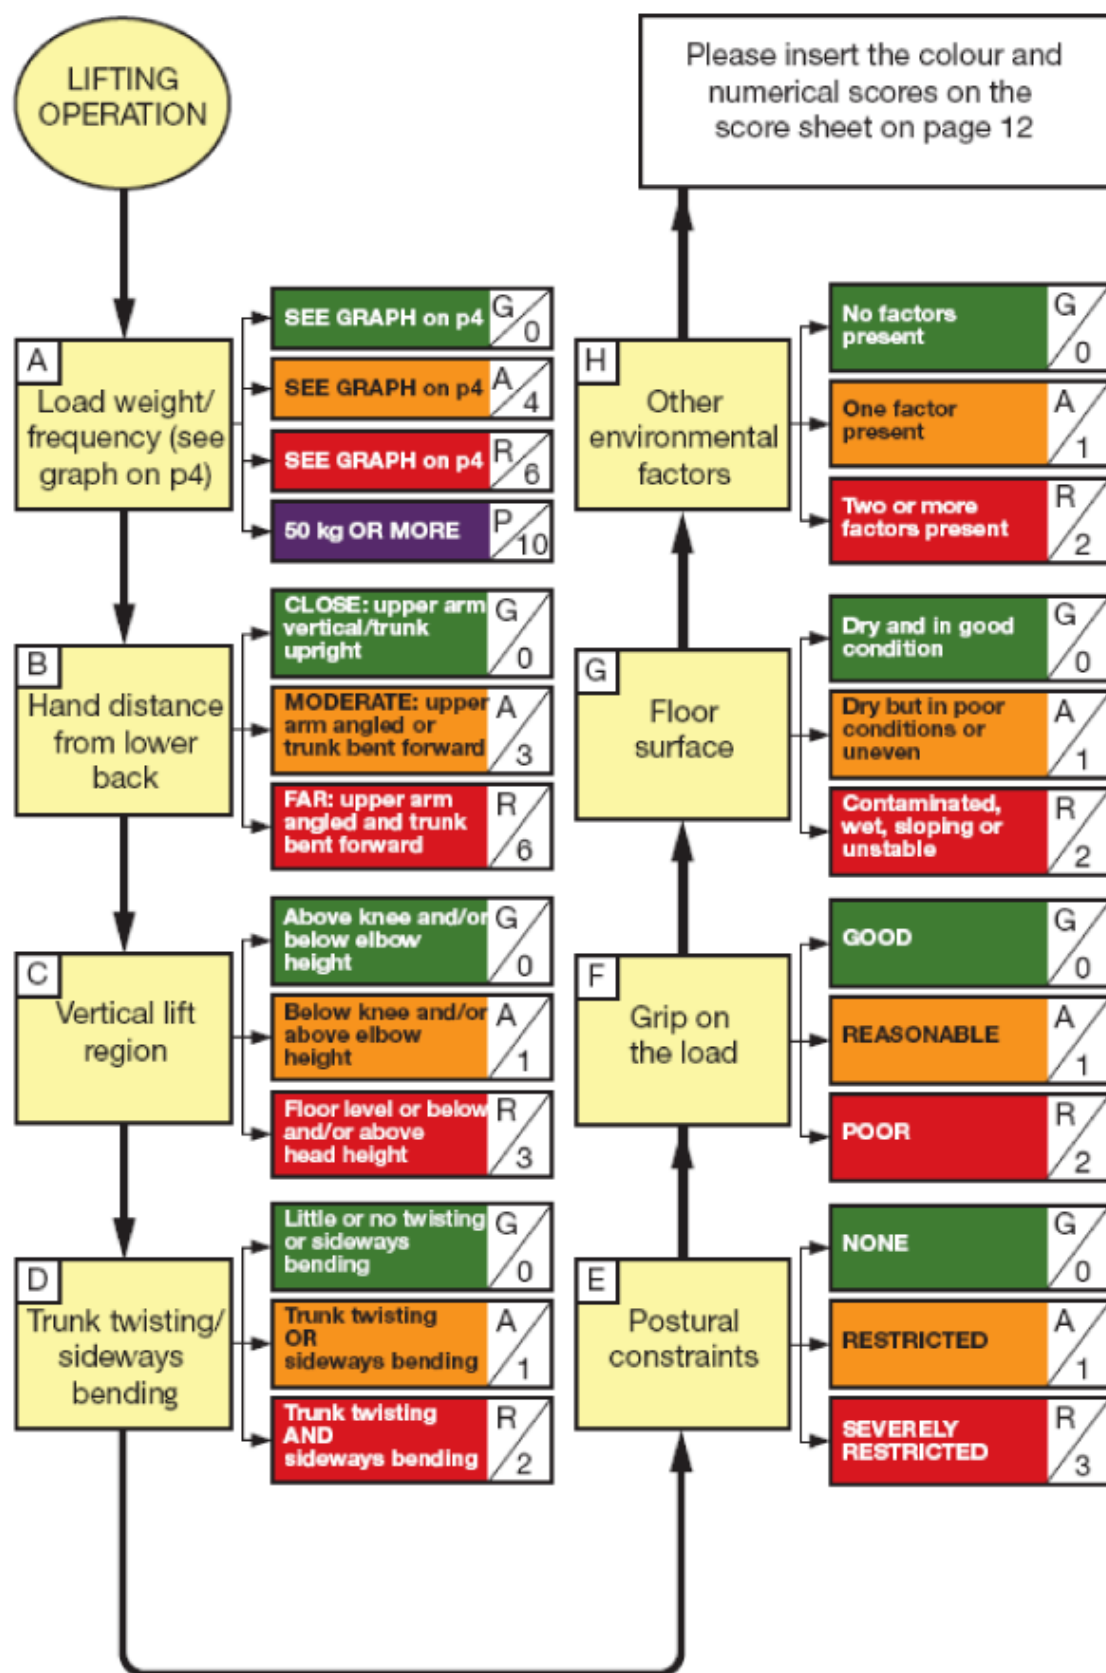 LIFTING
OPERATION
A
Load weight/
frequency (see
graph on p4)
SEE GRAPH on p4
G
0
SEE GRAPH on p4
A
4
SEE GRAPH on p4
R
6
50 kg OR MORE
P
10
B
Hand distance
from lower
back
CLOSE: upper arm
vertical/trunk
upright
G
0
MODERATE: upper
arm angled or
trunk bent forward
A
3
FAR: upper arm
angled and trunk
bent forward
R
6
C
Vertical lift
region
Above knee and/or
below elbow
height
G
0
Below knee and/or
above elbow
height
A
1
Floor level or below
and/or above
head height
R
3
D
Trunk twisting/
sideways
bending
Little or no twisting
or sideways
bending
G
0
Trunk twisting
OR
sideways bending
A
1
Trunk twisting
AND
sideways bending
R
2
E
Postural
constraints
NONE
G
0
RESTRICTED
A
1
SEVERELY
RESTRICTED
R
3
F
Grip on
the load
GOOD
G
0
REASONABLE
A
1
POOR
R
2
G
Floor
surface
Dry and in good
condition
G
0
Dry but in poor
conditions or
uneven
A
1
Contaminated,
wet, sloping or
unstable
R
2
H
Other
environmental
factors
No factors
present
G
0
One factor
present
A
1
Two or more
factors present
R
2
Please insert the colour and
numerical scores on the
score sheet on page 12